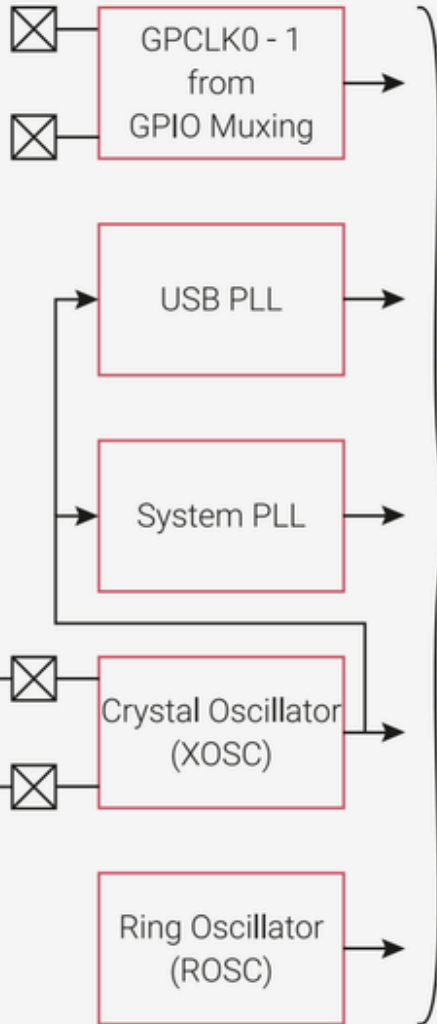 GPCLK0 - 1
from
GPIO Muxing
USB PLL
System PLL
Crystal Oscillator
(XOSC)
Ring Oscillator
(ROSC)